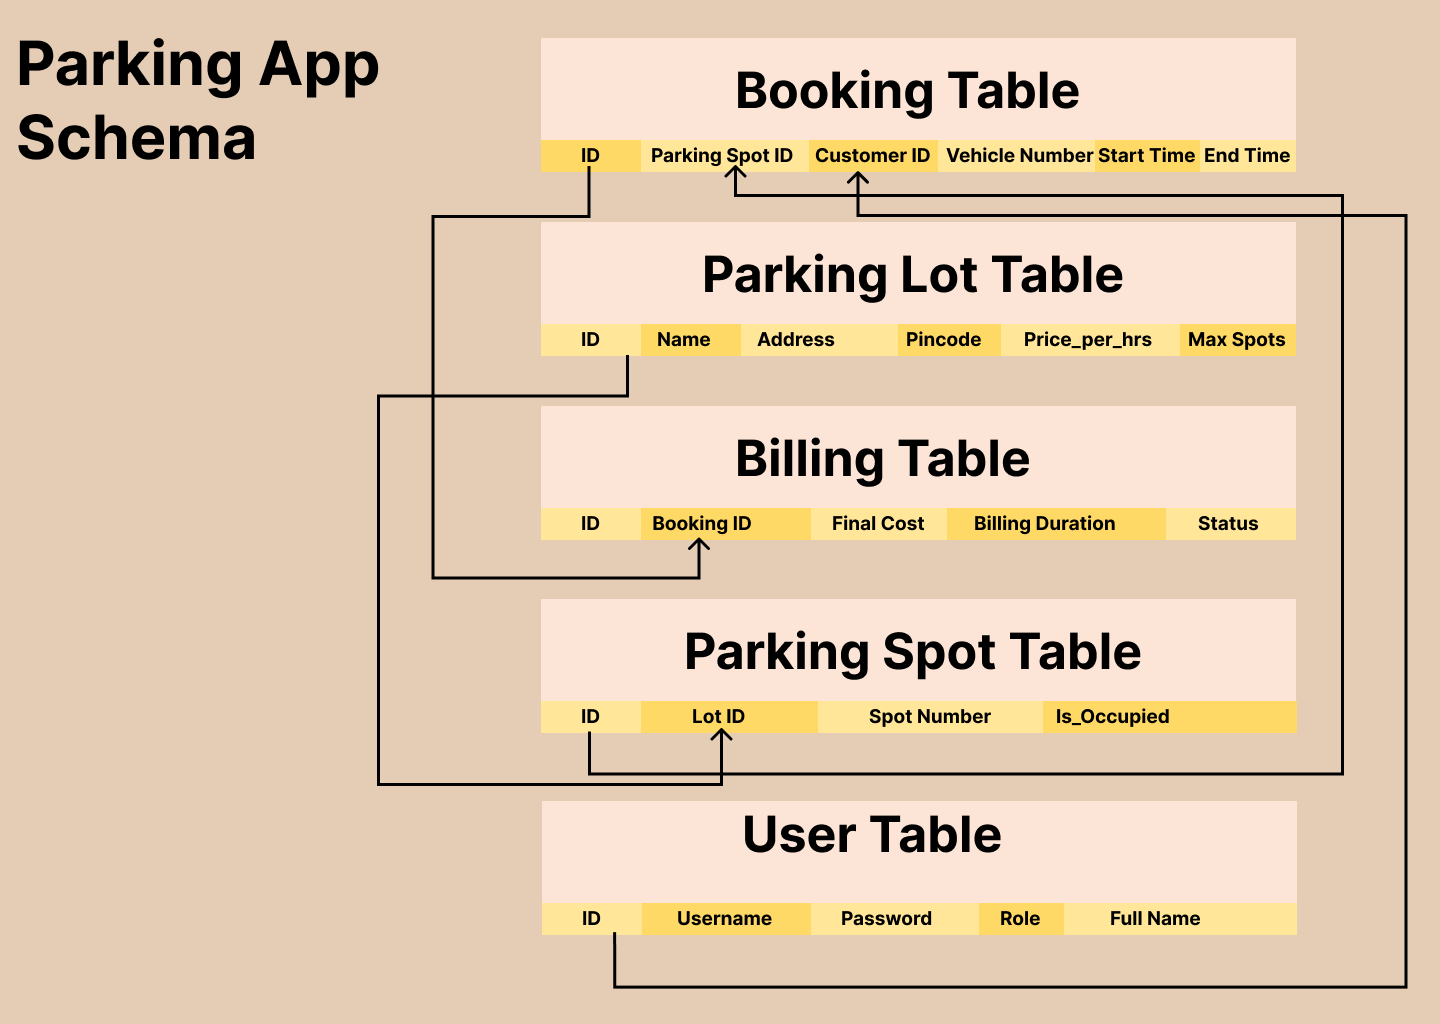 Parking App
Schema
Booking Table
ID Parking Spot ID Customer ID Vehicle Number Start Time End Time
Parking Lot Table
ID Name Address Pincode Price_per_hrs Max Spots
Billing Table
ID Booking ID Final Cost Billing Duration Status
Parking Spot Table
ID Lot ID Spot Number Is_Occupied
User Table
ID Username Password Role Full Name